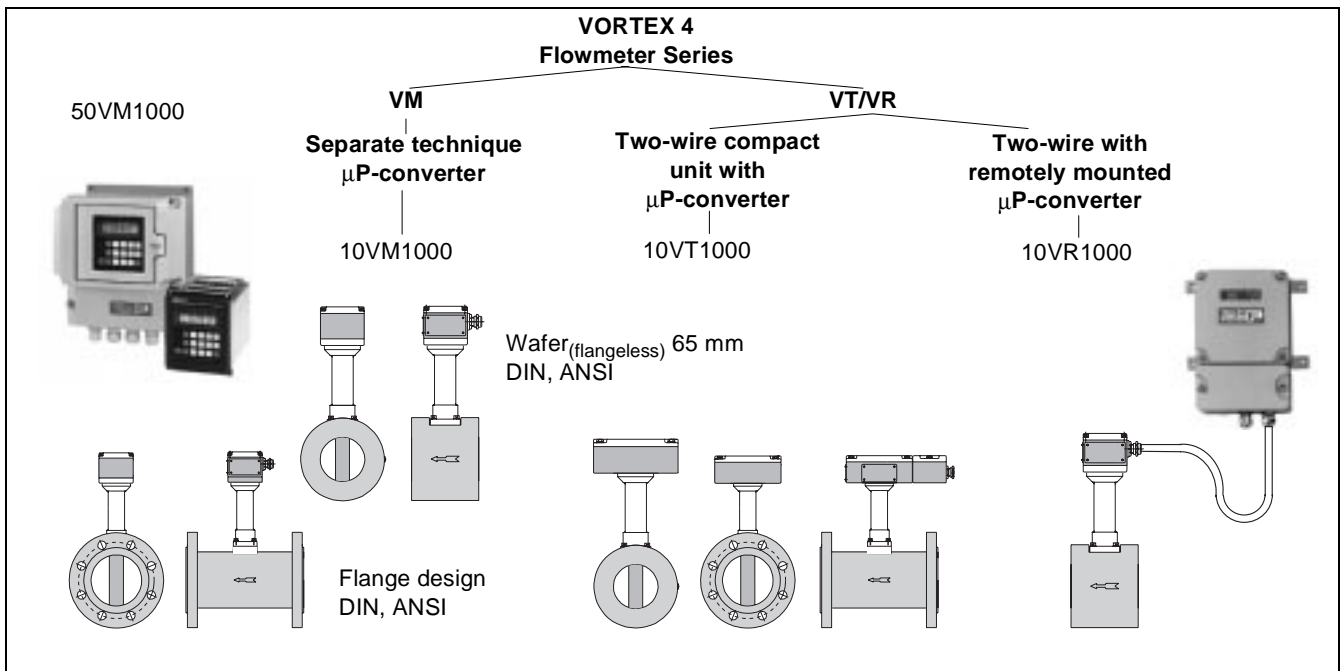 VORTEX 4
Flowmeter Series
50VM1000
VM
VT/VR
Separate technique
µP-converter
Two-wire compact
unit with
µP-converter
Two-wire with
remotely mounted
µP-converter
10VM1000
10VT1000
10VR1000
Wafer(flangeless) 65 mm
DIN, ANSI
Flange design
DIN, ANSI